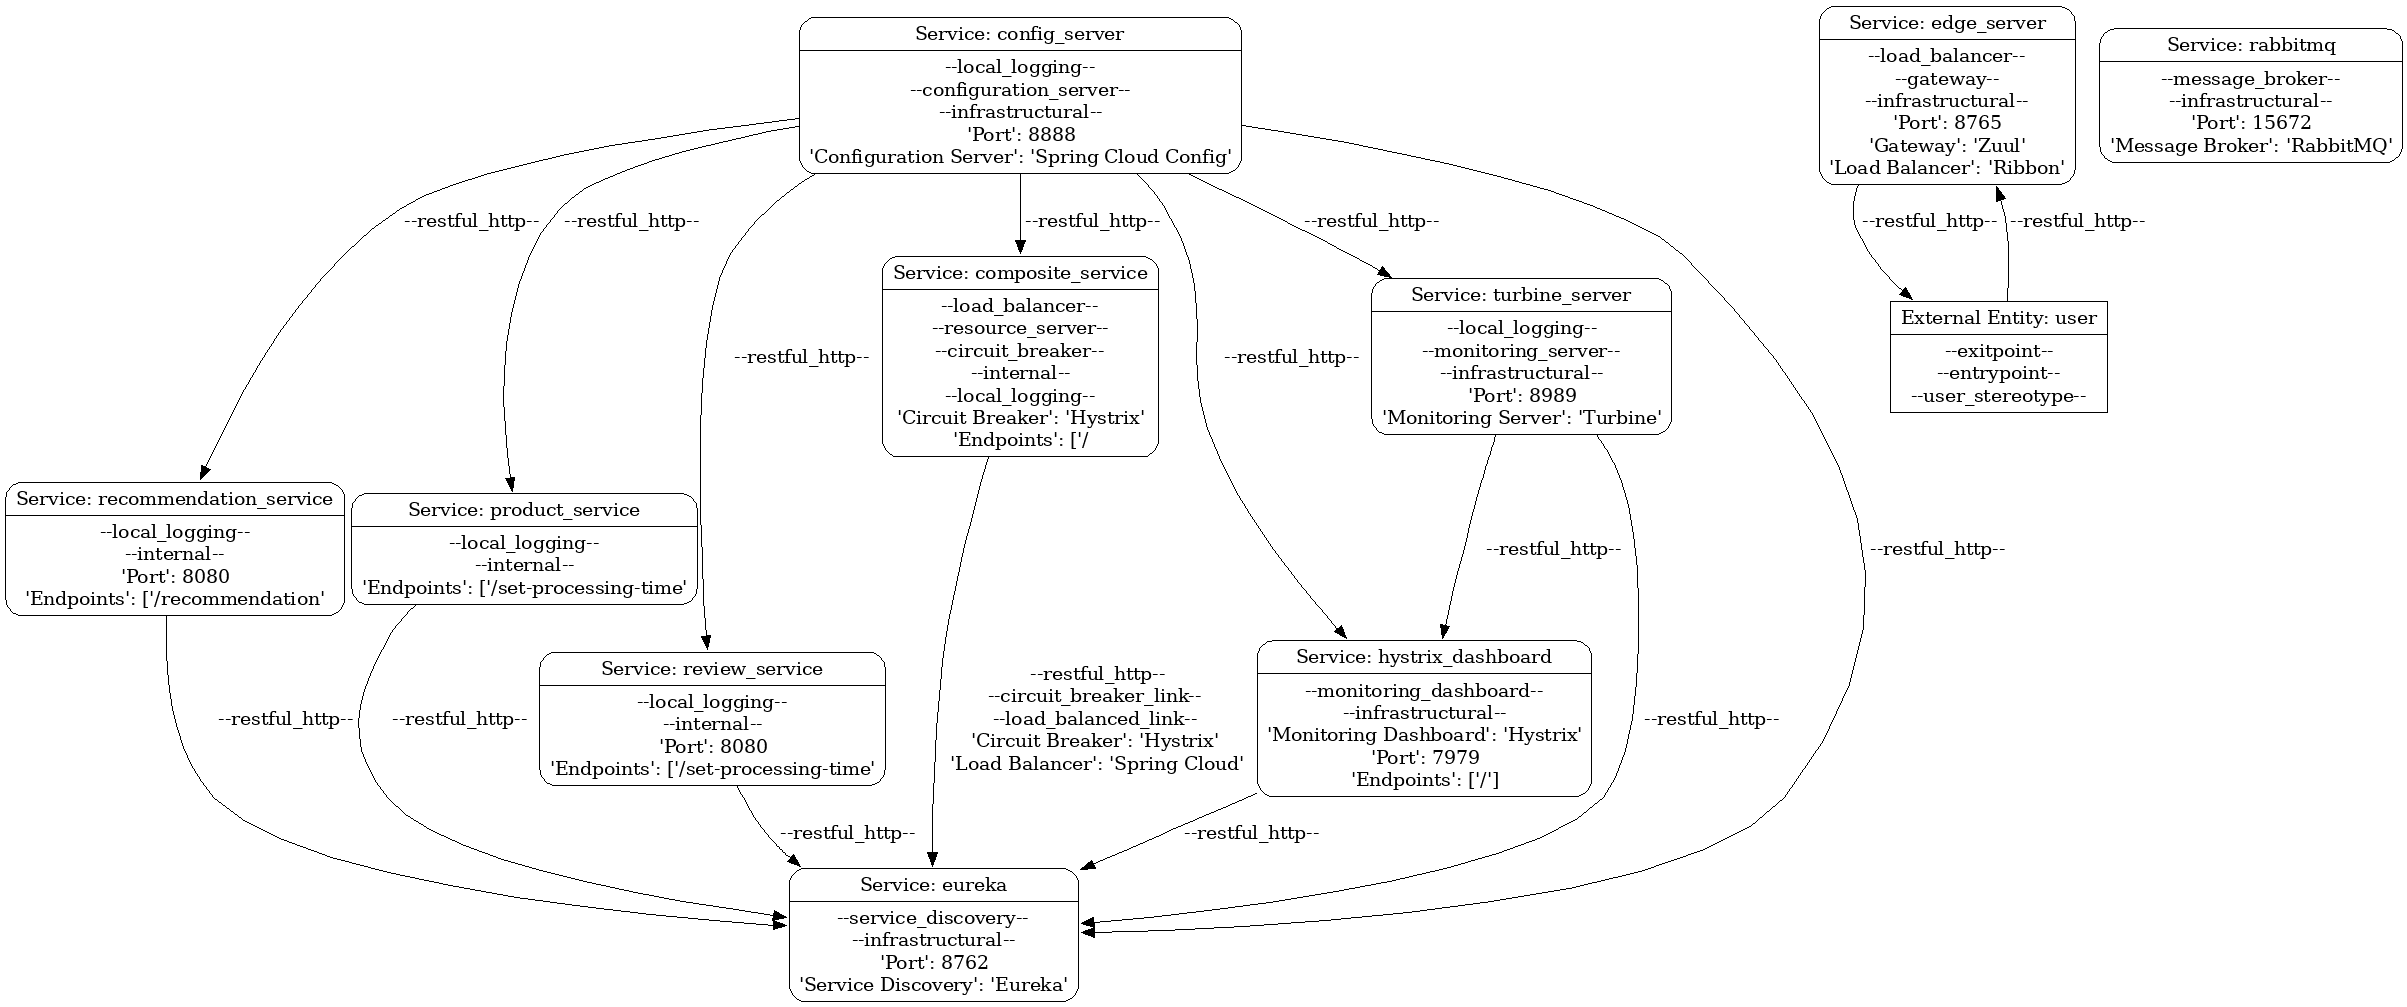 Service: config_server
--local_logging--
--configuration_server--
--infrastructural--
'Port': 8888
'Configuration Server': 'Spring Cloud Config'
Service: edge_server
--load_balancer--
--gateway--
--infrastructural--
'Port': 8765
'Gateway': 'Zuul'
'Load Balancer': 'Ribbon'
Service: rabbitmq
--message_broker--
--infrastructural--
'Port': 15672
'Message Broker': 'RabbitMQ'
--restful_http--
--restful_http--
--restful_http--
--restful_http--
--restful_http--
--restful_http--
Service: composite_service
--load_balancer--
--resource_server--
--circuit_breaker--
--internal--
--local_logging--
'Circuit Breaker': 'Hystrix'
'Endpoints': ['/
Service: turbine_server
--local_logging--
--monitoring_server--
--infrastructural--
'Port': 8989
'Monitoring Server': 'Turbine'
External Entity: user
--exitpoint--
--entrypoint--
--user_stereotype--
--restful_http--
--restful_http--
Service: recommendation_service
--local_logging--
--internal--
'Port': 8080
'Endpoints': ['/recommendation'
Service: product_service
--local_logging--
--internal--
'Endpoints': ['/set-processing-time'
--restful_http--
--restful_http--
Service: review_service
--local_logging--
--internal--
'Port': 8080
'Endpoints': ['/set-processing-time'
--restful_http--
--circuit_breaker_link--
--load_balanced_link--
'Circuit Breaker': 'Hystrix'
'Load Balancer': 'Spring Cloud'
Service: hystrix_dashboard
--monitoring_dashboard--
--infrastructural--
'Monitoring Dashboard': 'Hystrix'
'Port': 7979
'Endpoints': ['/']
--restful_http--
--restful_http--
--restful_http--
--restful_http--
--restful_http--
Service: eureka
--service_discovery--
--infrastructural--
'Port': 8762
'Service Discovery': 'Eureka'